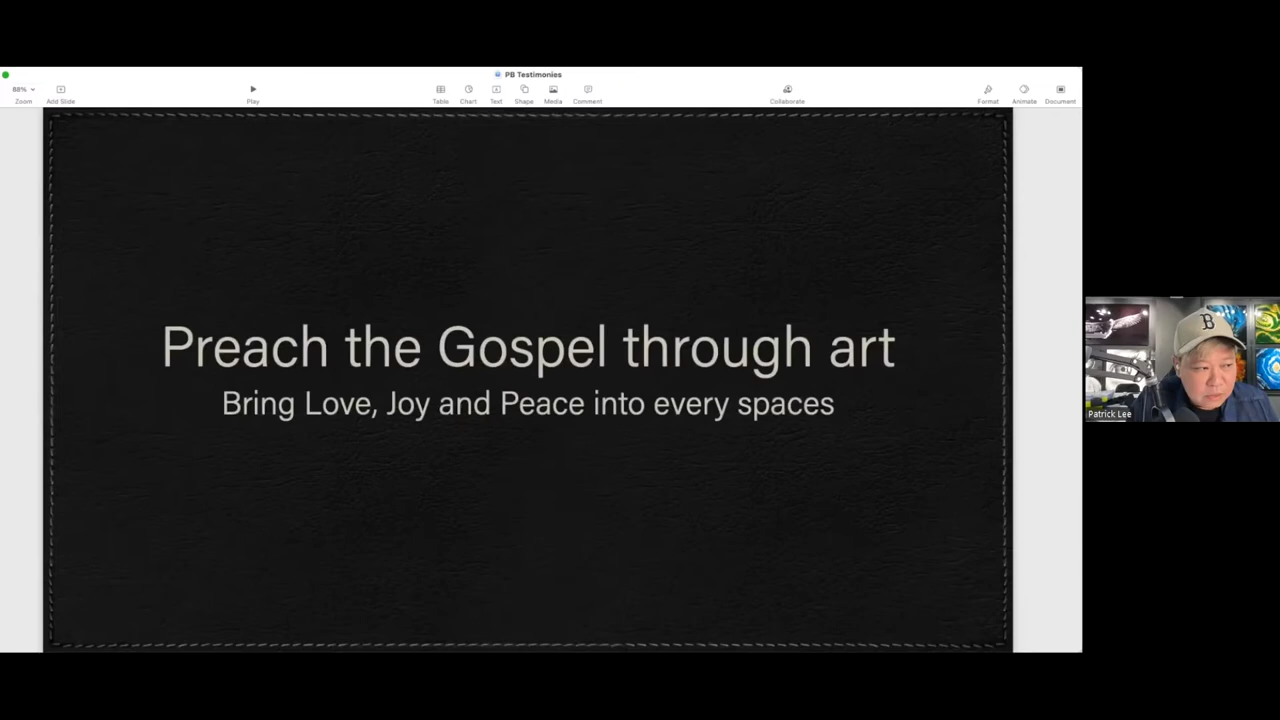 PB Testimonies
88%
Zoom
Add Slide
Play
Table
Chart
Text
Shape
Media
Comment
Collaborate
Format
Animate
Document
Preach the Gospel through art
Bring Love, Joy and Peace into every spaces
B
Patrick Lee